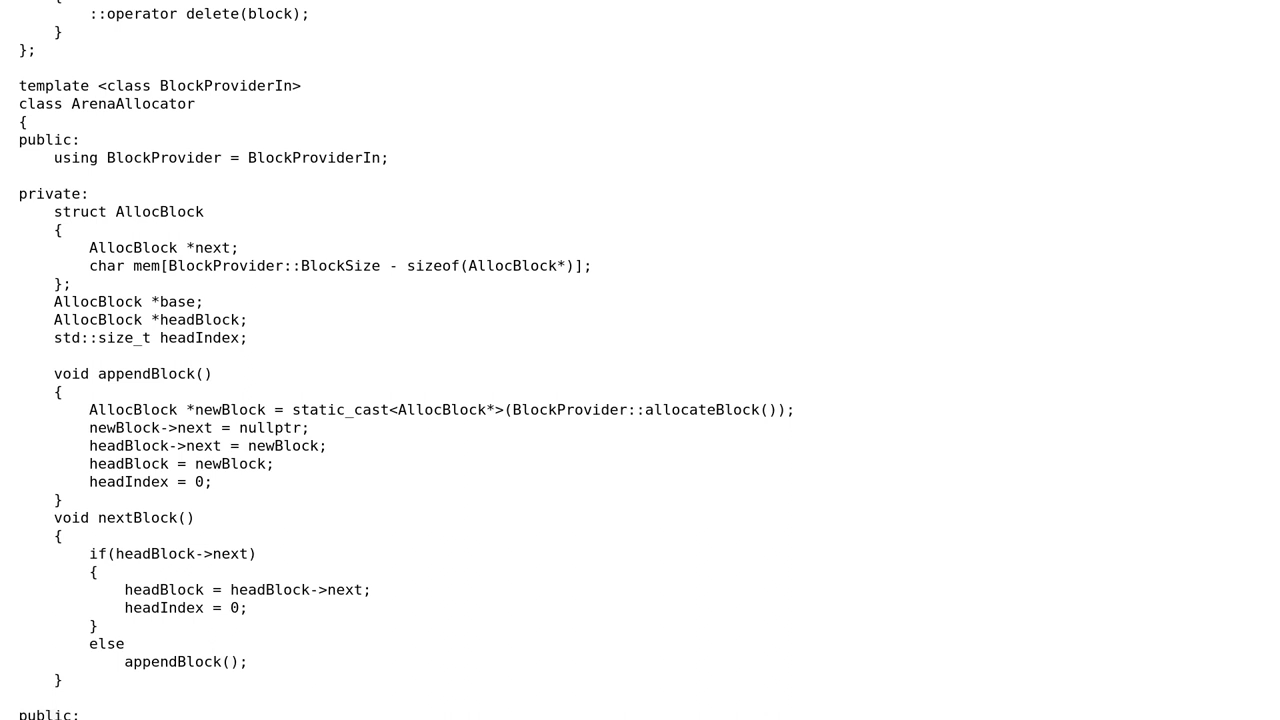 {
        ::operator delete(block);
    }
};

template <class BlockProviderIn>
class ArenaAllocator
{
public:
    using BlockProvider = BlockProviderIn;

private:
    struct AllocBlock
    {
        AllocBlock *next;
        char mem[BlockProvider::BlockSize - sizeof(AllocBlock*)];
    };
    AllocBlock *base;
    AllocBlock *headBlock;
    std::size_t headIndex;

    void appendBlock()
    {
        AllocBlock *newBlock = static_cast<AllocBlock*>(BlockProvider::allocateBlock());
        newBlock->next = nullptr;
        headBlock->next = newBlock;
        headBlock = newBlock;
        headIndex = 0;
    }
    void nextBlock()
    {
        if(headBlock->next)
        {
            headBlock = headBlock->next;
            headIndex = 0;
        }
        else
            appendBlock();
    }

public: